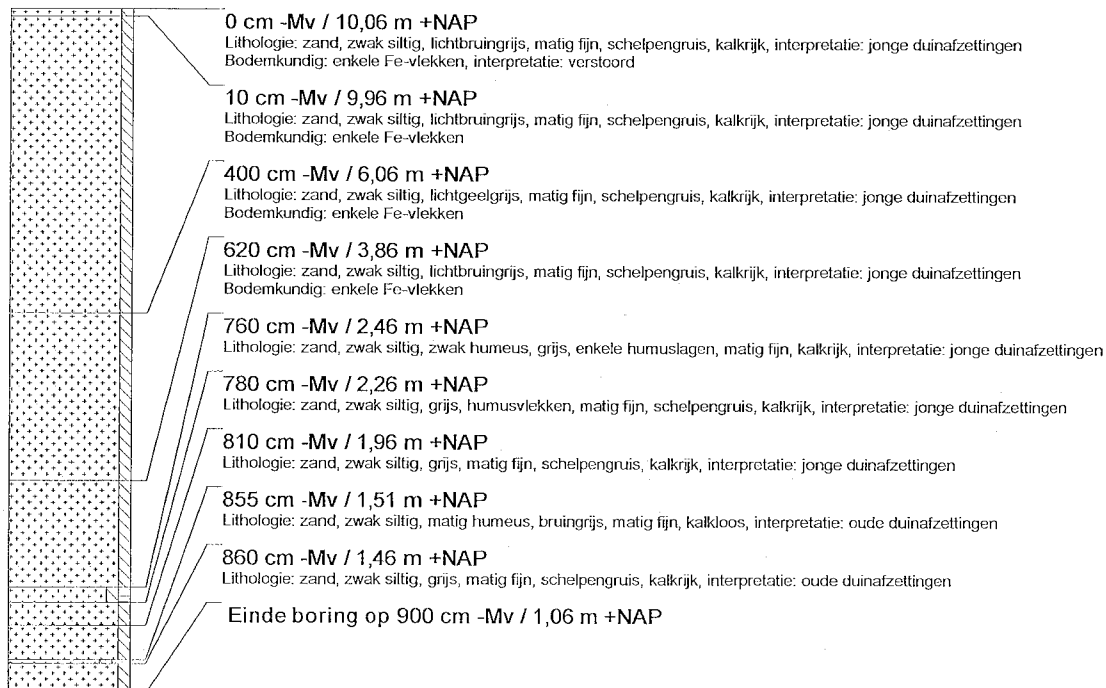 0 cm -Mv / 10,06 m +NAP
Lithologie: zand, zwak siltig, lichtbruingrijs, matig fijn, schelpengruis, kalkrijk, interpretatie: jonge duinafzettingen
Bodemkundig: enkele Fe-vlekken, interpretatie: verstoord
10 cm -Mv / 9,96 m +NAP
Lithologie: zand, zwak siltig, lichtbruingrijs, matig fijn, schelpengruis, kalkrijk, interpretatie: jonge duinafzettingen
Bodemkundig: enkele Fe-vlekken
400 cm -Mv / 6,06 m +NAP
Lithologie: zand, zwak siltig, lichtgeelgrijs, matig fijn, schelpengruis, kalkrijk, interpretatie: jonge duinafzettingen
Bodemkundig: enkele Fe-vlekken
620 cm -Mv / 3,86 m +NAP
Lithologie: zand, zwak siltig, lichtbruingrijs, matig fijn, schelpengruis, kalkrijk, interpretatie: jonge duinafzettingen
Bodemkundig: enkele Fe-vlekken
760 cm -Mv / 2,46 m +NAP
Lithologie: zand, zwak siltig, zwak humeus, grijs, enkele humuslagen, matig fijn, kalkrijk, interpretatie: jonge duinafzettingen
780 cm -Mv / 2,26 m +NAP
Lithologie: zand, zwak siltig, grijs, humusvlekken, matig fijn, schelpengruis, kalkrijk, interpretatie: jonge duinafzettingen
810 cm -Mv / 1,96 m +NAP
Lithologie: zand, zwak siltig, grijs, matig fijn, schelpengruis, kalkrijk, interpretatie: jonge duinafzettingen
855 cm -Mv / 1,51 m +NAP
Lithologie: zand, zwak siltig, matig humeus, bruingrijs, matig fijn, kalkloos, interpretatie: oude duinafzettingen
860 cm -Mv / 1,46 m +NAP
Lithologie: zand, zwak siltig, grijs, matig fijn, schelpengruis, kalkrijk, interpretatie: oude duinafzettingen
Einde boring op 900 cm -Mv / 1,06 m +NAP